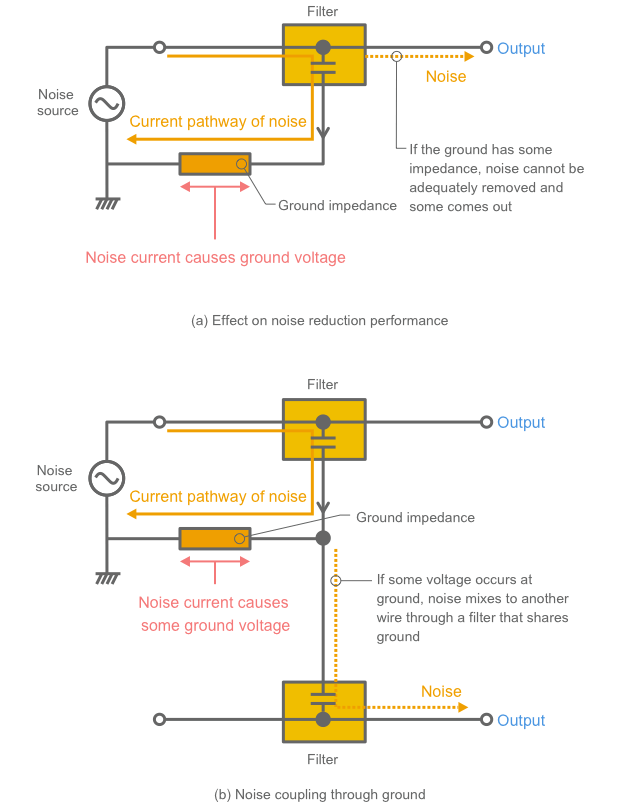 Filter
Output
Noise
Noise
source
Current pathway of noise
If the ground has some
impedance, noise cannot be
adequately removed and
some comes out
Ground impedance
Noise current causes ground voltage
(a) Effect on noise reduction performance
Filter
Output
Noise
source
Current pathway of noise
Ground impedance
If some voltage occurs at
ground, noise mixes to another
wire through a filter that shares
ground
Noise current causes
some ground voltage
Noise
Output
Filter
(b) Noise coupling through ground